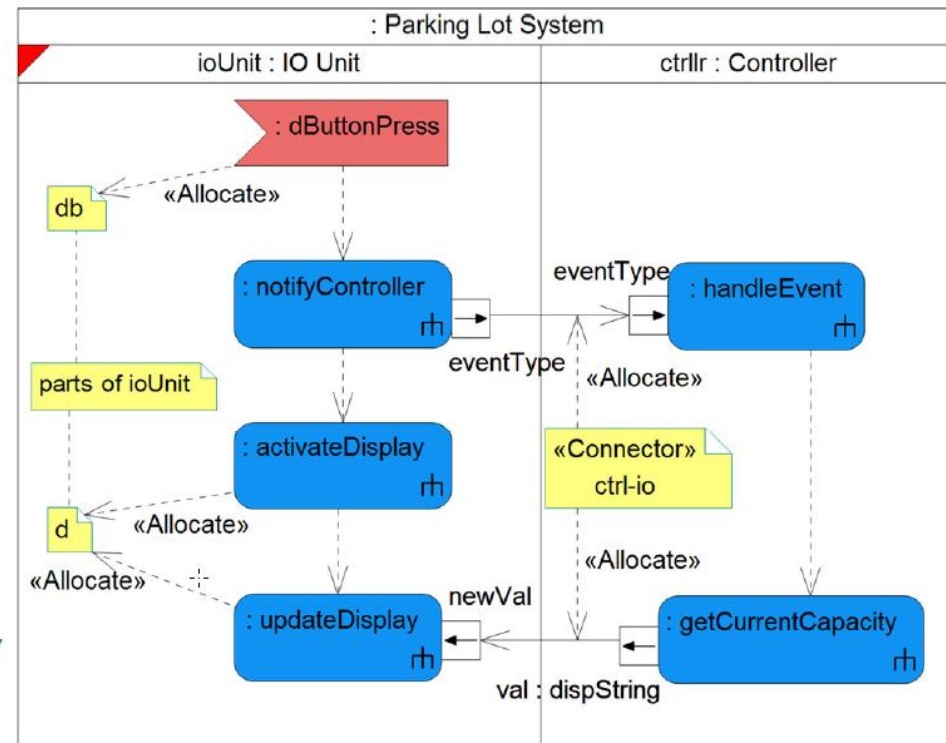 : Parking Lot System
ioUnit : IO Unit
ctrllr : Controller
: dButtonPress
«Allocate»
db
: notifyController
eventType
: handleEvent
eventType
«Allocate»
parts of ioUnit
: activateDisplay
«Connector»
ctrl-io
d
«Allocate»
«Allocate»
«Allocate»
newVal
: updateDisplay
: getCurrentCapacity
val : dispString